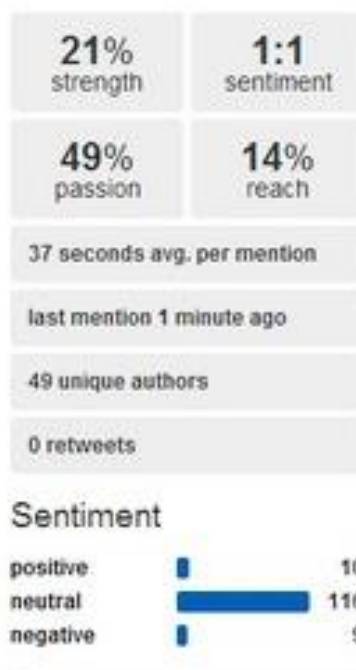 21%
strength
1:1
sentiment
49%
passion
14%
reach
37 seconds avg. per mention
last mention 1 minute ago
49 unique authors
0 retweets
Sentiment
positive
neutral
negative